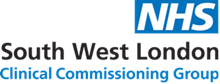 NHS
South West London
Clinical Commissioning Group